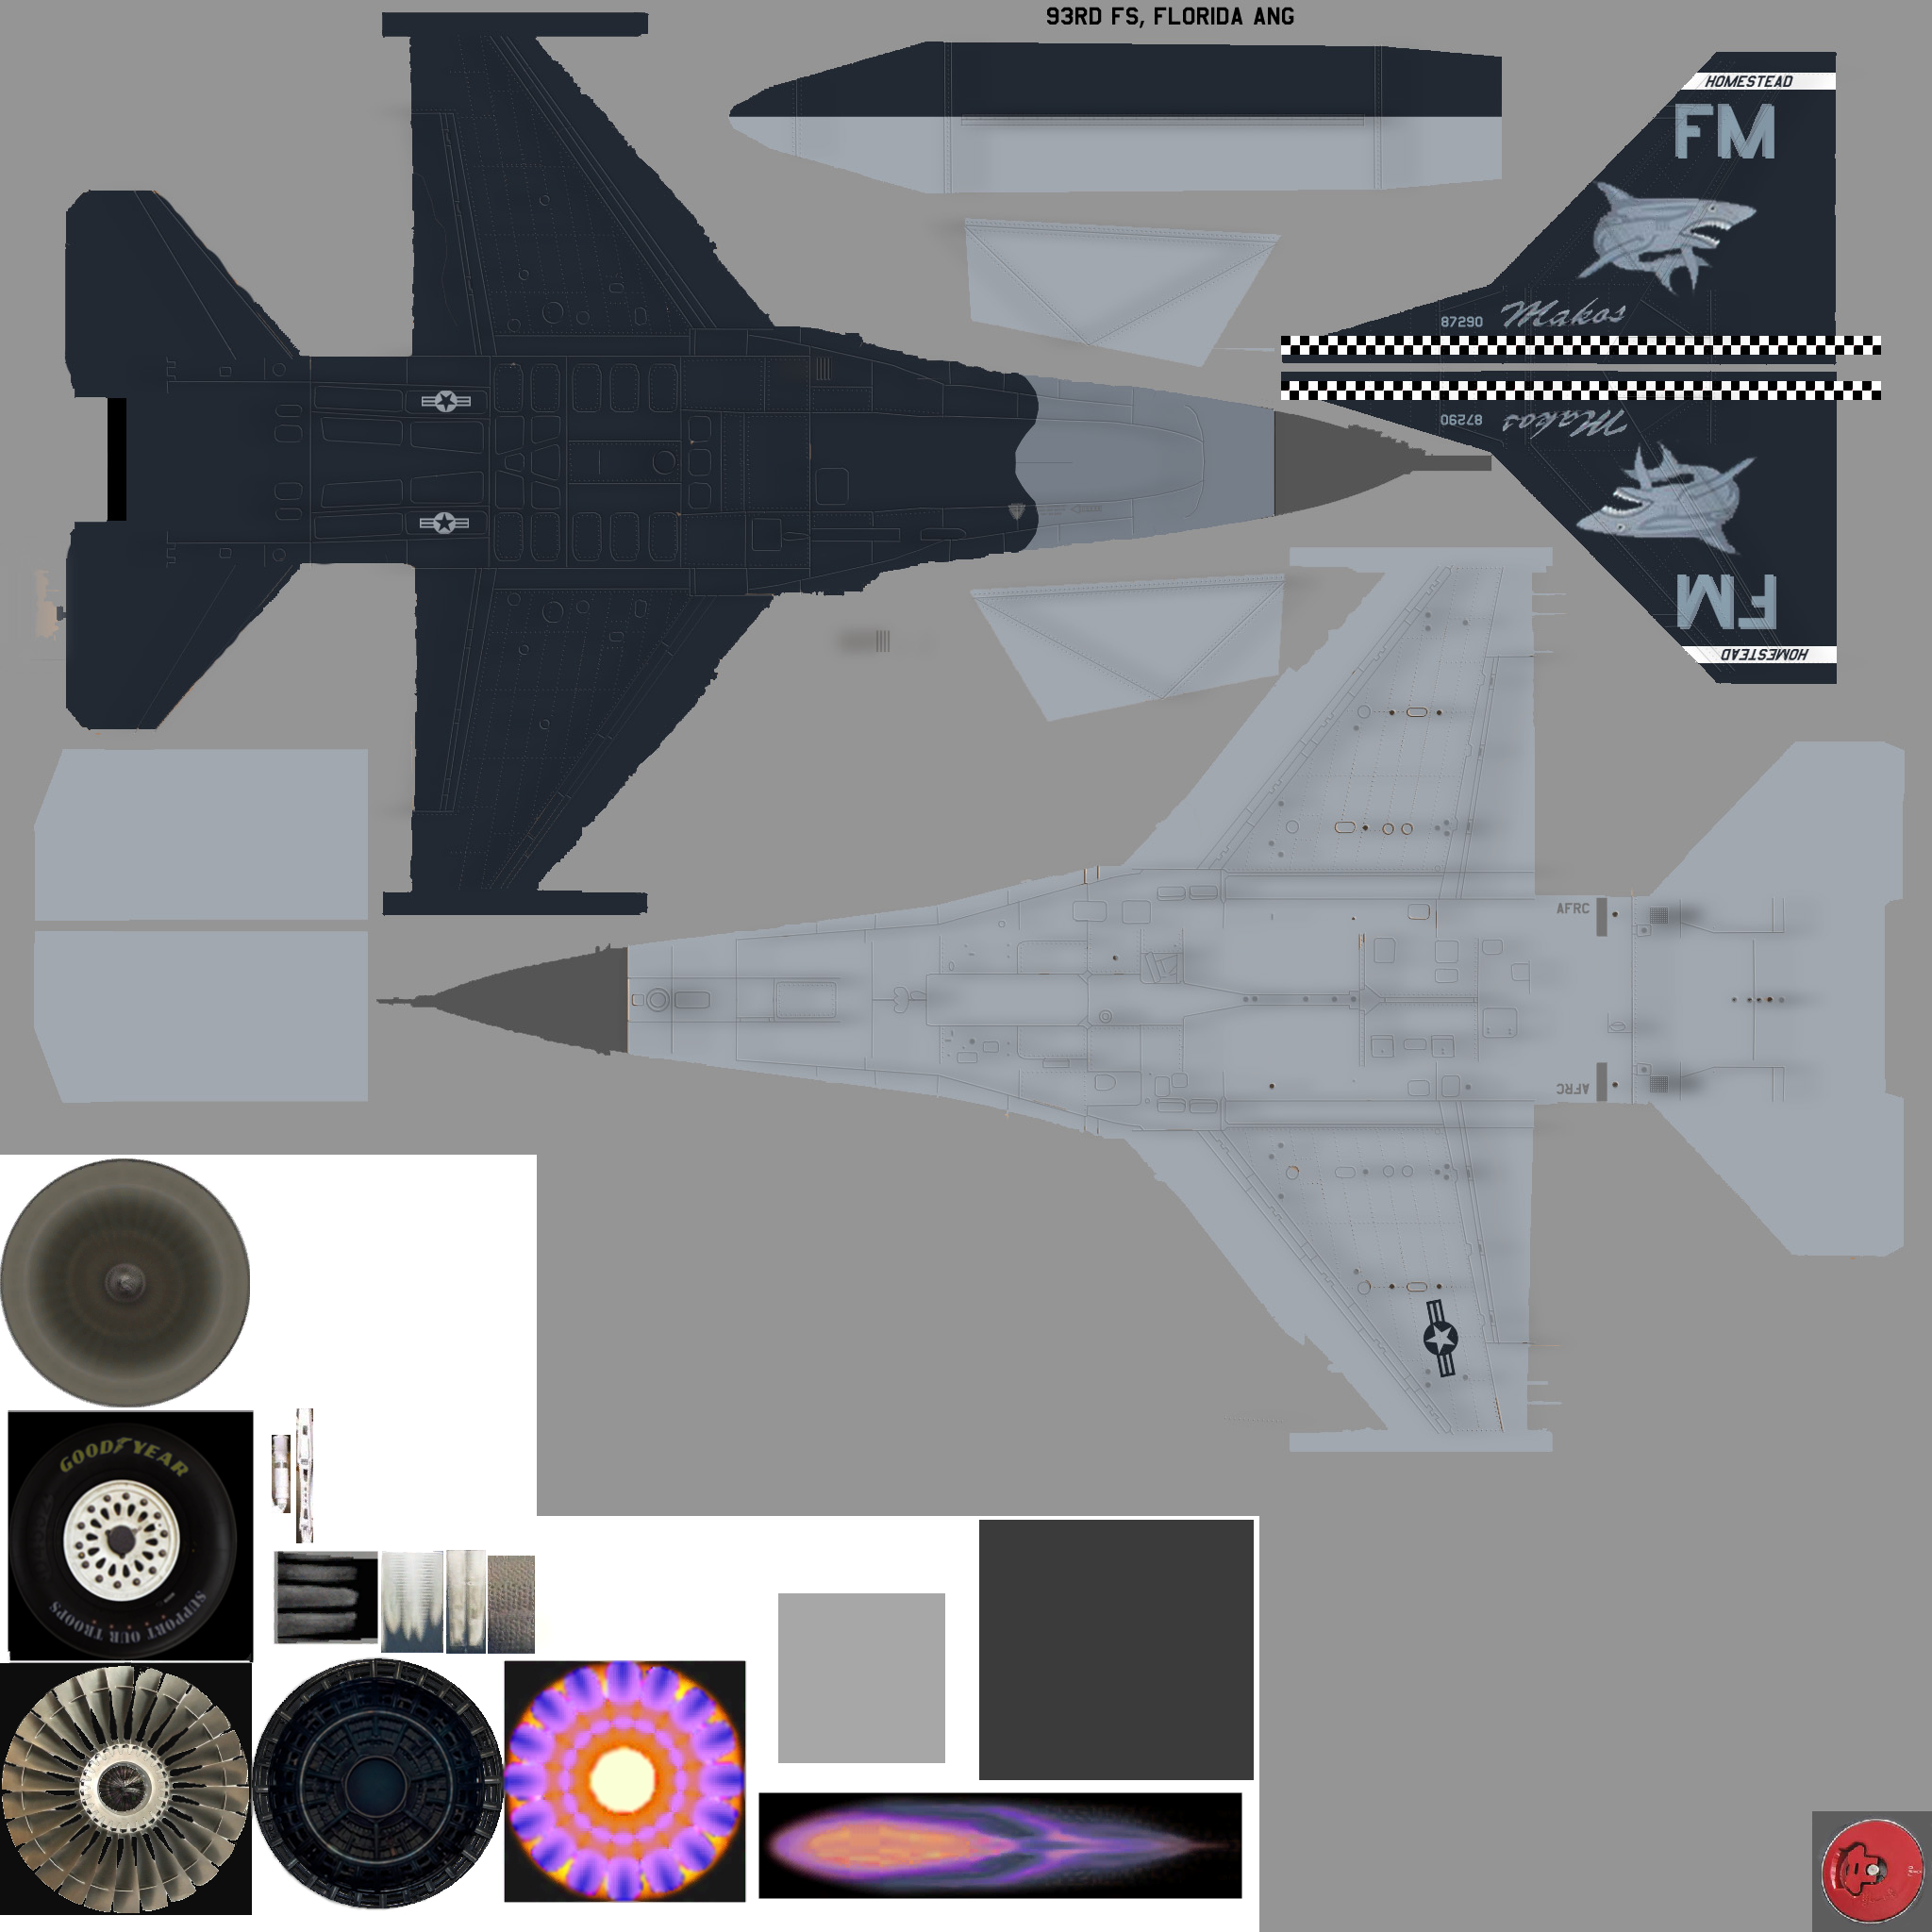 93RD FS, FLORIDA ANG
HOMESTEAD
FM
87290 Makos
87290 Makos
FM
HOMESTEAD
AFRC
AFRC
GOODYEAR
SUPPORT OUR TROOPS